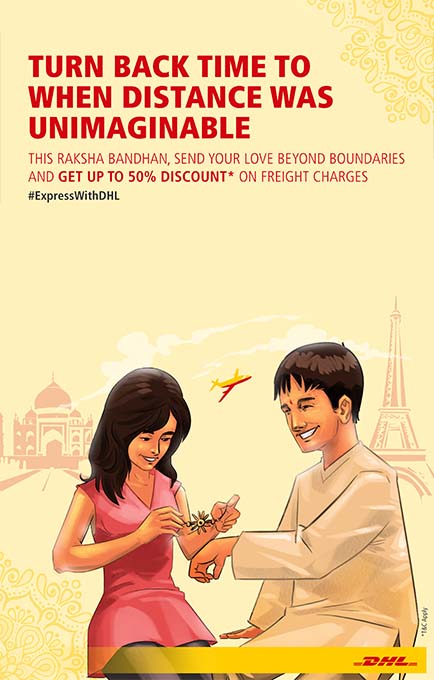 TURN BACK TIME TO
WHEN DISTANCE WAS
UNIMAGINABLE
THIS RAKSHA BANDHAN, SEND YOUR LOVE BEYOND BOUNDARIES
AND GET UP TO 50% DISCOUNT* ON FREIGHT CHARGES
#ExpressWithDHL
*T&C Apply
DHL